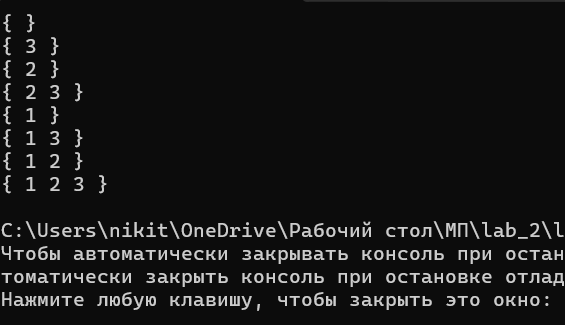 { }
{ 3 }
{ 2 }
{ 2 3 }
{ 1 }
{ 1 3 }
{ 1 2 }
{ 1 2 3 }
C:\Users\nikit\OneDrive\Рабочий стол\МП\lab_2\l
Чтобы автоматически закрывать консоль при остан
томатически закрыть консоль при остановке отлад
Нажмите любую клавишу, чтобы закрыть это окно: